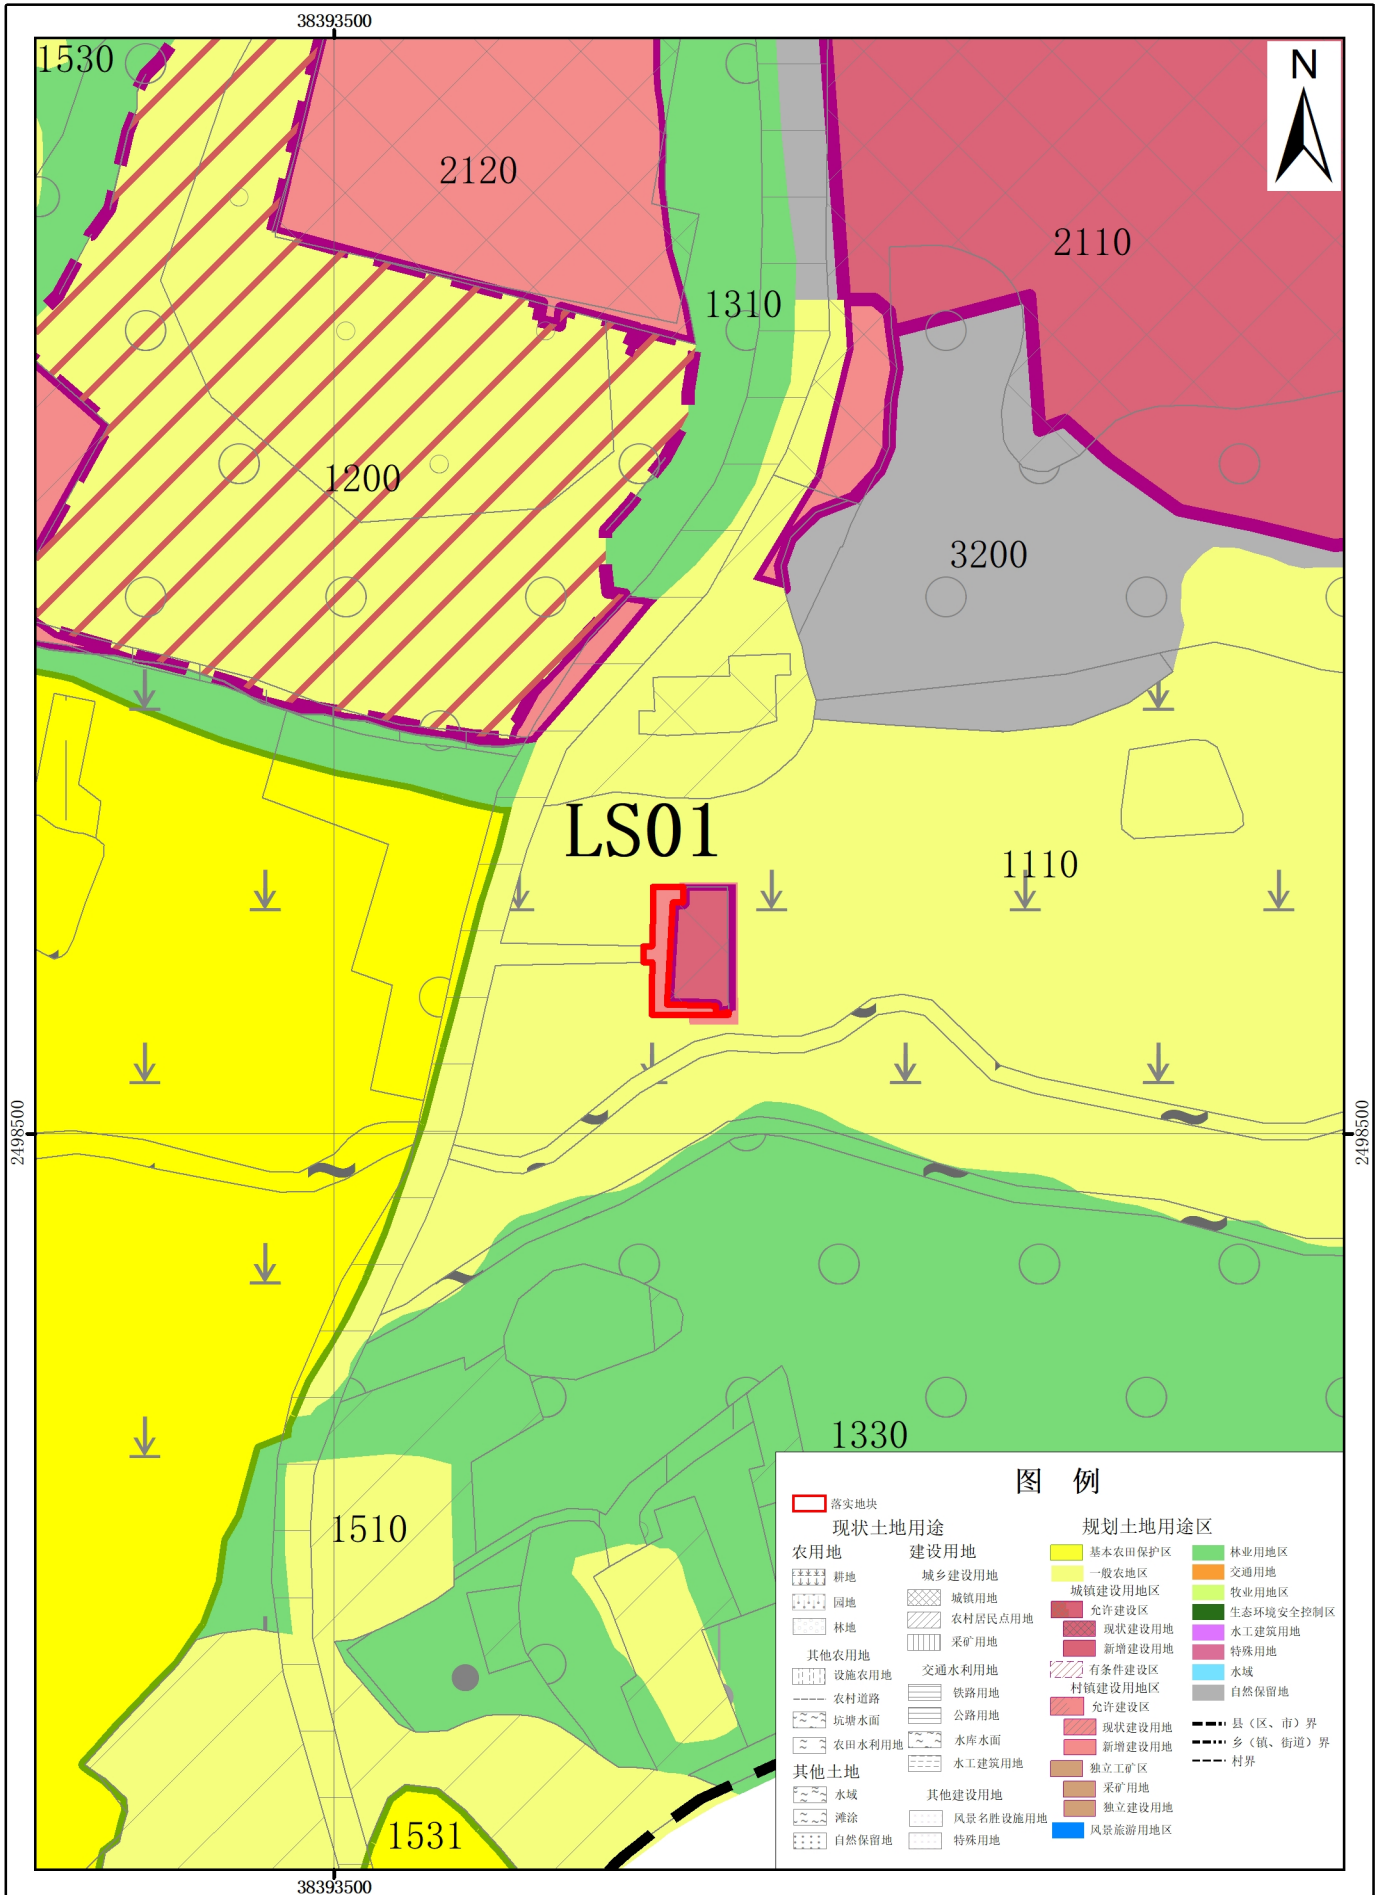 38393500
1530
N
2120
2110
1310
1200
3200
LS01
1110
2498500
2498500
1330
1510
1531
图 例
落实地块
现状土地用途
农用地
耕地
园地
林地
其他农用地
设施农用地
农村道路
坑塘水面
农田水利用地
其他土地
水域
滩涂
自然保留地
建设用地
城乡建设用地
城镇用地
农村居民点用地
采矿用地
交通水利用地
铁路用地
公路用地
水库水面
水工建筑用地
其他建设用地
风景名胜设施用地
特殊用地
规划土地用途区
基本农田保护区
一般农地区
城镇建设用地区
允许建设区
现状建设用地
新增建设用地
有条件建设区
村镇建设用地区
允许建设区
现状建设用地
新增建设用地
独立工矿区
采矿用地
独立建设用地
风景旅游用地区
林业用地区
交通用地
牧业用地区
生态环境安全控制区
水工建筑用地
特殊用地
水域
自然保留地
县（区、市）界
乡（镇、街道）界
村界
38393500